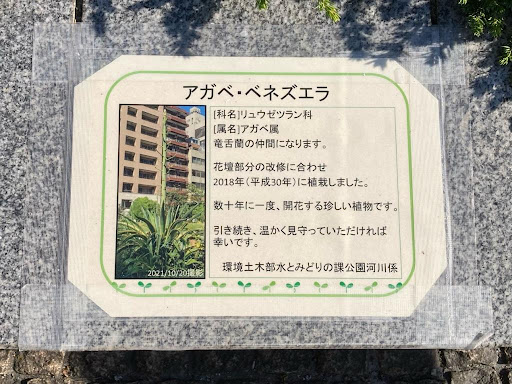 アガベ・ベネズエラ
[科名]リュウゼツラン科
[属名]アガベ属
竜舌蘭の仲間になります。
花壇部分の改修に合わせ
2018年（平成30年）に植栽しました。
数十年に一度、開花する珍しい植物です。
引き続き、温かく見守っていただければ
幸いです。
環境土木部水とみどりの課公園河川係
2021/10/20撮影